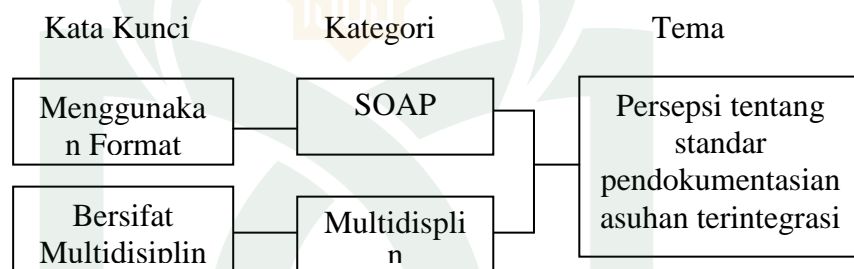 Kata Kunci Kategori Tema
Menggunaka
n Format
SOAP
Persepsi tentang
standar
pendokumentasian
asuhan terintegrasi
Bersifat
Multidisiplin
Multidispli
n